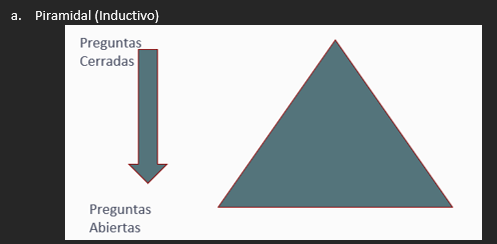 a. Piramidal (Inductivo)
Preguntas
Cerradas
Preguntas
Abiertas